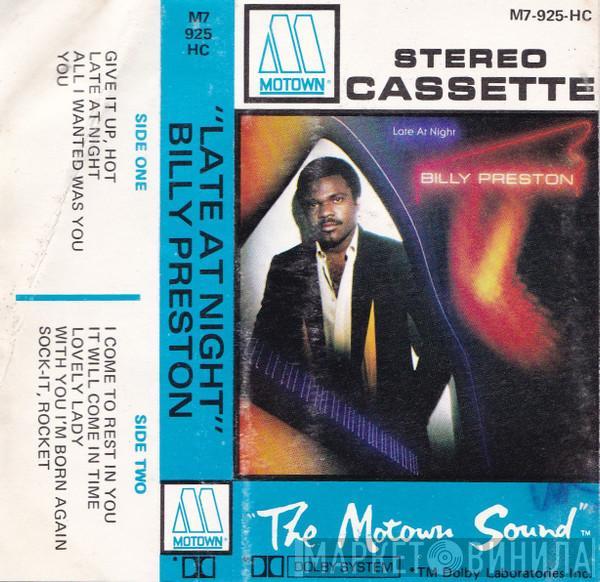 GIVE IT UP, HOT
LATE AT NIGHT
ALL I WANTED WAS YOU
YOU
SIDE ONE
I COME TO REST IN YOU
IT WILL COME IN TIME
LOVELY LADY
WITH YOU I'M BORN AGAIN
SOCK-IT, ROCKET
SIDE TWO
M7
925
HC
"LATE AT NIGHT"
BILLY PRESTON
MOTOWN®
M7-925-HC
MOTOWN®
STEREO
CASSETTE
Late At Night
BILLY PRESTON
"The Motown Sound"™
DOLBY SYSTEM
*TM Dolby Laboratories Inc.
МАРКЕТ ВИНИЛА